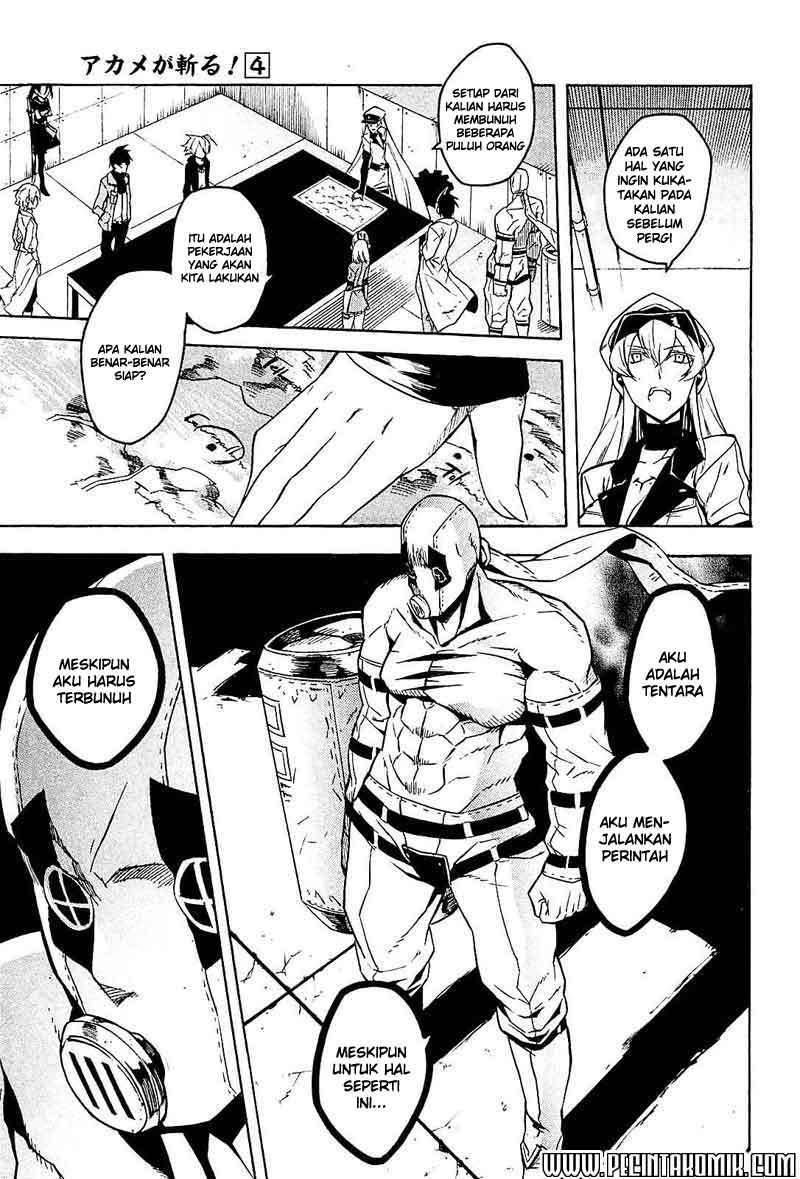 アカメが斬る! 4
ADA SATU
HAL YANG
INGIN KUKA-
TAKAN PADA
KALIAN
SEBELUM
PERGI
SETIAP DARI
KALIAN HARUS
MEMBUNUH
BEBERAPA
PULUH ORANG
ITU ADALAH
PEKERJAAN
YANG AKAN
KITA LAKUKAN
APA KALIAN
BENAR-BENAR
SIAP?
AKU
ADALAH
TENTARA
AKU MEN-
JALANKAN
PERINTAH
MESKIPUN
UNTUK HAL
SEPERTI
INI...
MESKIPUN
AKU HARUS
TERBUNUH
WWW.PECINTAKOMIK.COM